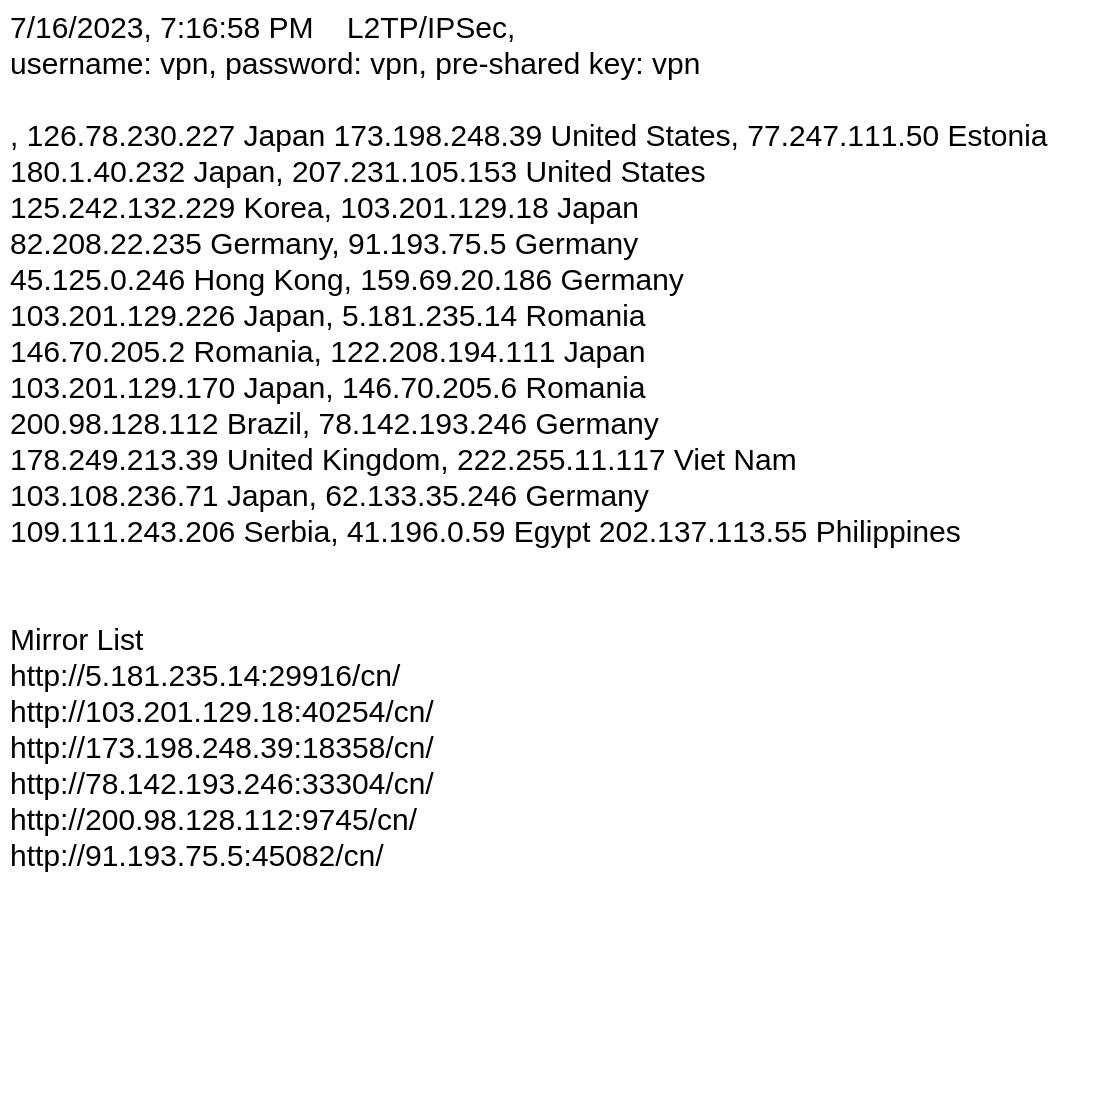 7/16/2023, 7:16:58 PM    L2TP/IPSec,
username: vpn, password: vpn, pre-shared key: vpn
, 126.78.230.227 Japan 173.198.248.39 United States, 77.247.111.50 Estonia
180.1.40.232 Japan, 207.231.105.153 United States
125.242.132.229 Korea, 103.201.129.18 Japan
82.208.22.235 Germany, 91.193.75.5 Germany
45.125.0.246 Hong Kong, 159.69.20.186 Germany
103.201.129.226 Japan, 5.181.235.14 Romania
146.70.205.2 Romania, 122.208.194.111 Japan
103.201.129.170 Japan, 146.70.205.6 Romania
200.98.128.112 Brazil, 78.142.193.246 Germany
178.249.213.39 United Kingdom, 222.255.11.117 Viet Nam
103.108.236.71 Japan, 62.133.35.246 Germany
109.111.243.206 Serbia, 41.196.0.59 Egypt 202.137.113.55 Philippines
Mirror List
http://5.181.235.14:29916/cn/
http://103.201.129.18:40254/cn/
http://173.198.248.39:18358/cn/
http://78.142.193.246:33304/cn/
http://200.98.128.112:9745/cn/
http://91.193.75.5:45082/cn/